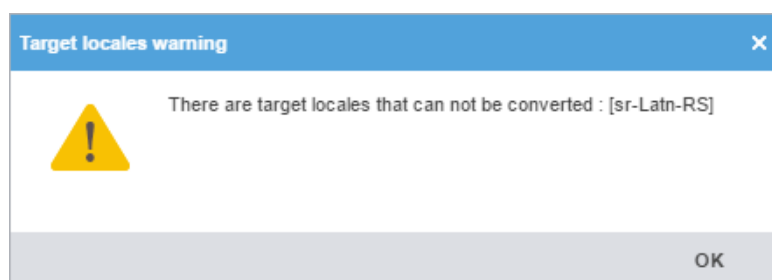 Target locales warning
There are target locales that can not be converted : [sr-Latn-RS]
OK